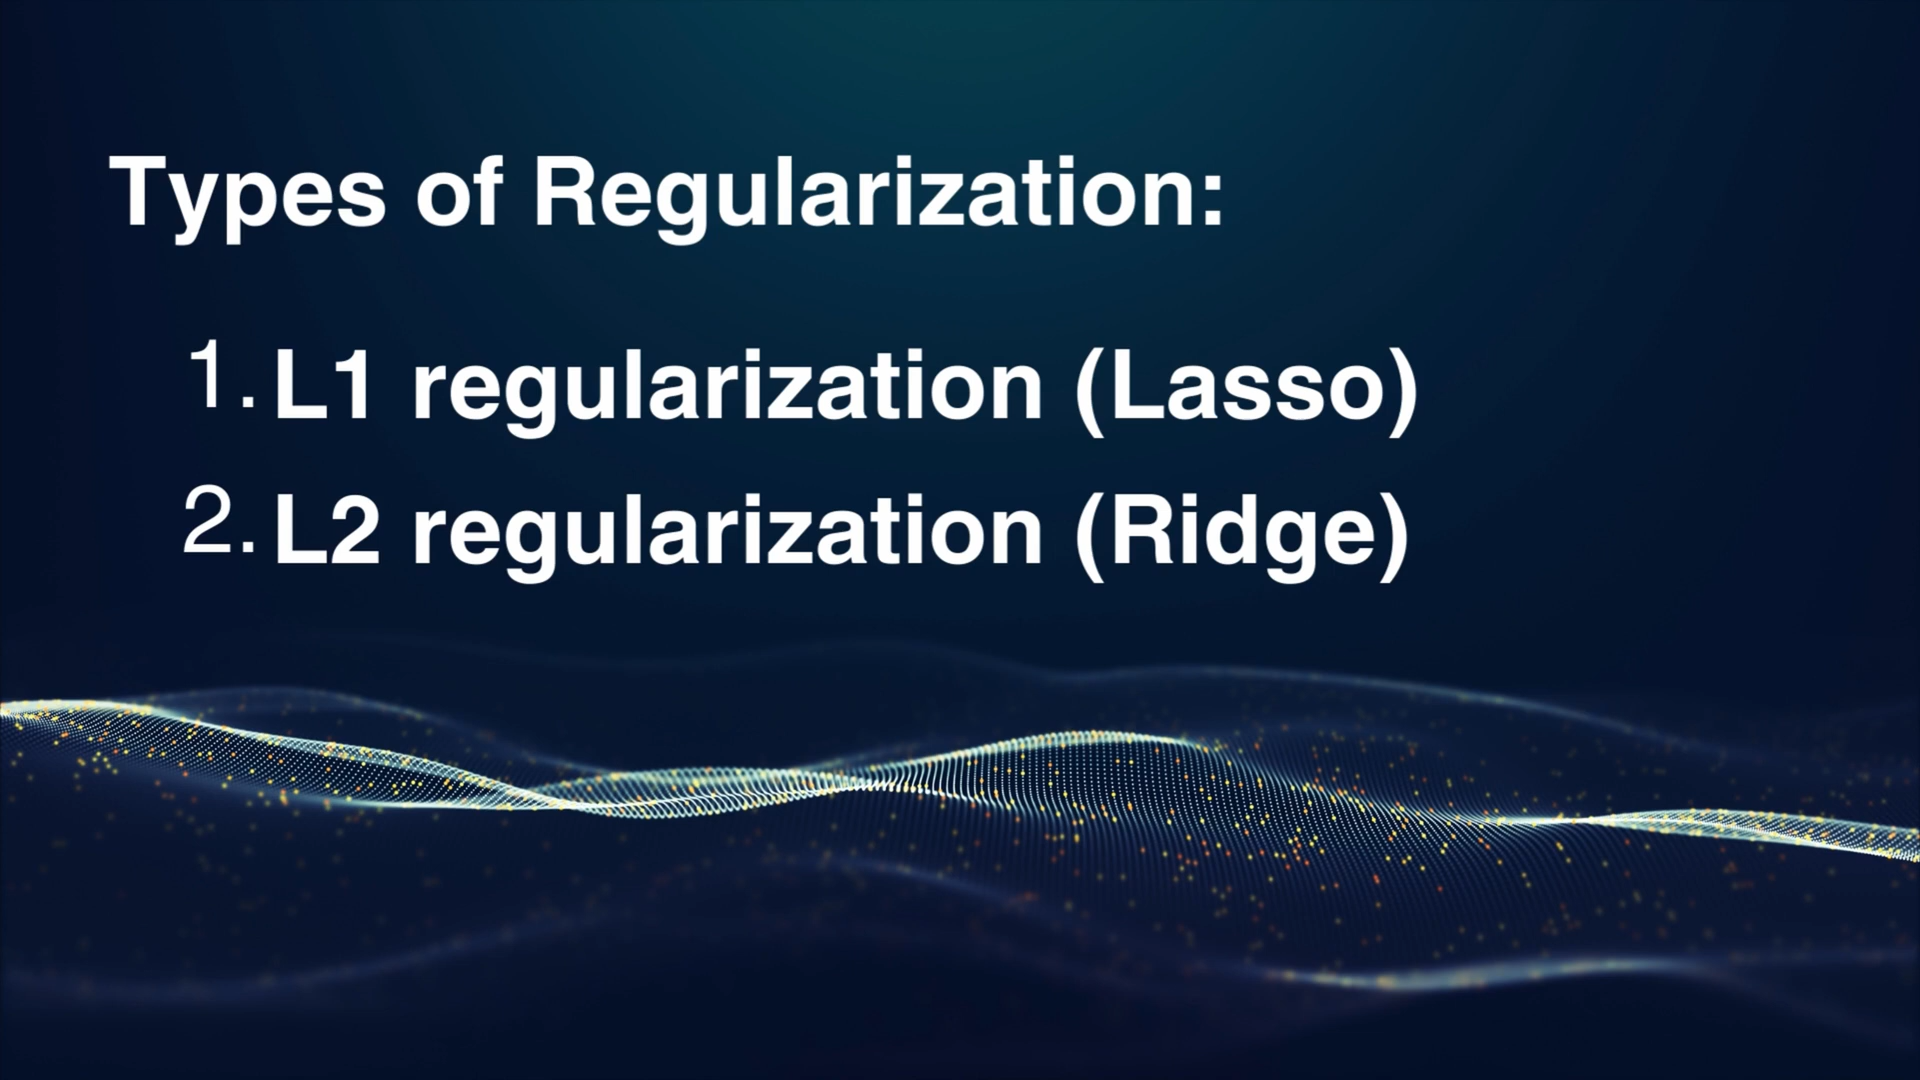 Types of Regularization:
1. L1 regularization (Lasso)
2. L2 regularization (Ridge)